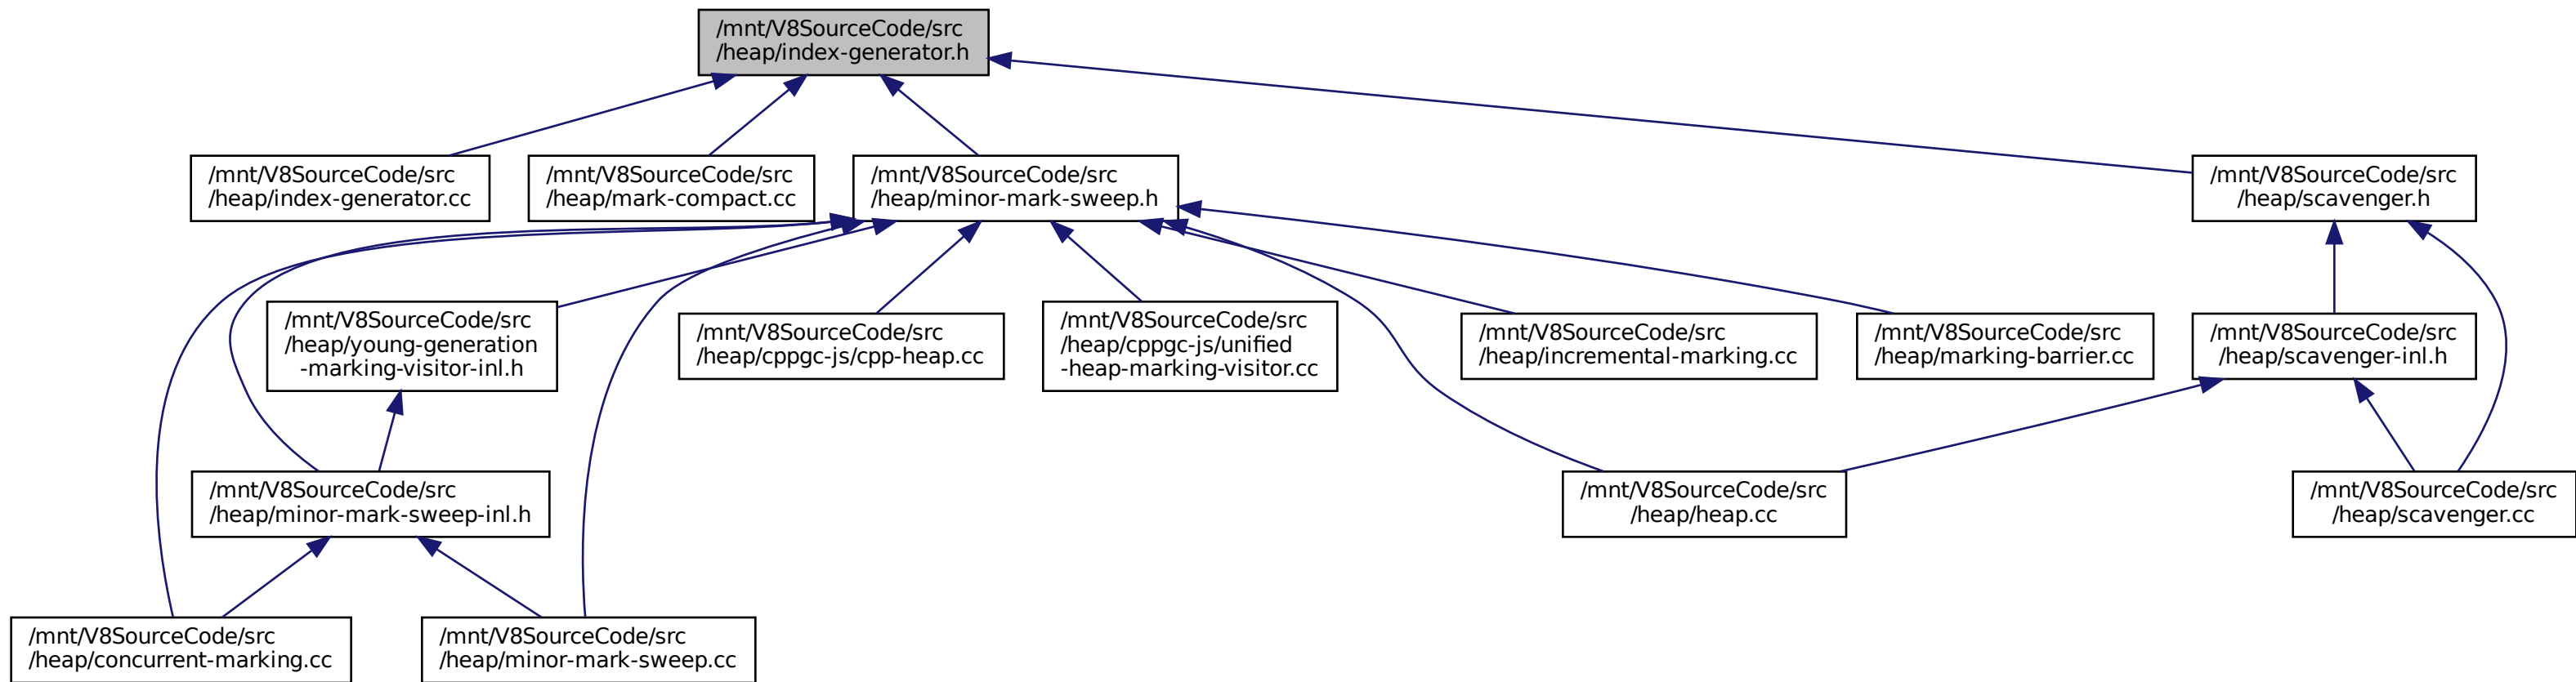 /mnt/V8SourceCode/src
/heap/index-generator.h
/mnt/V8SourceCode/src
/heap/index-generator.cc
/mnt/V8SourceCode/src
/heap/mark-compact.cc
/mnt/V8SourceCode/src
/heap/minor-mark-sweep.h
/mnt/V8SourceCode/src
/heap/scavenger.h
/mnt/V8SourceCode/src
/heap/young-generation
-marking-visitor-inl.h
/mnt/V8SourceCode/src
/heap/cppgc-js/cpp-heap.cc
/mnt/V8SourceCode/src
/heap/cppgc-js/unified
-heap-marking-visitor.cc
/mnt/V8SourceCode/src
/heap/incremental-marking.cc
/mnt/V8SourceCode/src
/heap/marking-barrier.cc
/mnt/V8SourceCode/src
/heap/scavenger-inl.h
/mnt/V8SourceCode/src
/heap/minor-mark-sweep-inl.h
/mnt/V8SourceCode/src
/heap/heap.cc
/mnt/V8SourceCode/src
/heap/scavenger.cc
/mnt/V8SourceCode/src
/heap/concurrent-marking.cc
/mnt/V8SourceCode/src
/heap/minor-mark-sweep.cc